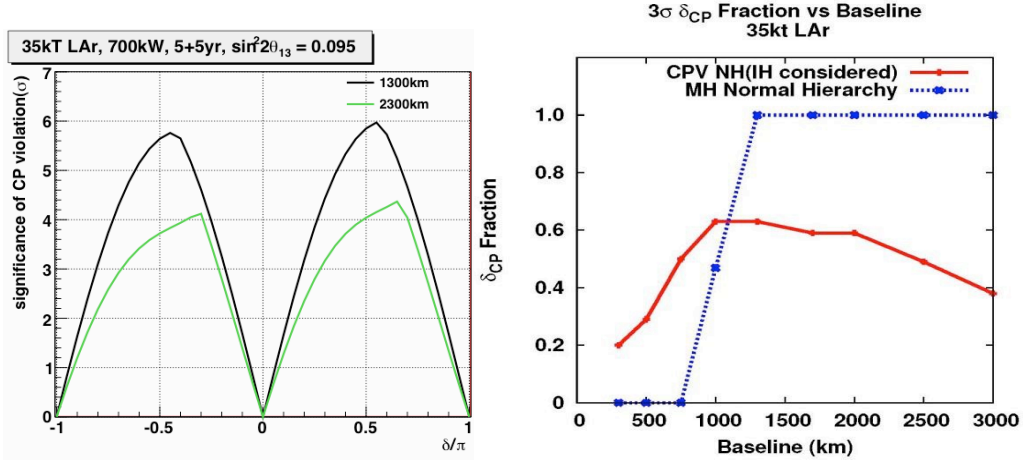 35kT LAr, 700kW, 5+5yr, sin²2θ₁₃ = 0.095
significance of CP violation(σ)
7
6
5
4
3
2
1
0
1300km
2300km
-1 -0.5 0 0.5 1
δ/π
3σ δCP Fraction vs Baseline
35kt LAr
δCP Fraction
CPV NH(IH considered)
MH Normal Hierarchy
1.0
0.8
0.6
0.4
0.2
0
0 500 1000 1500 2000 2500 3000
Baseline (km)